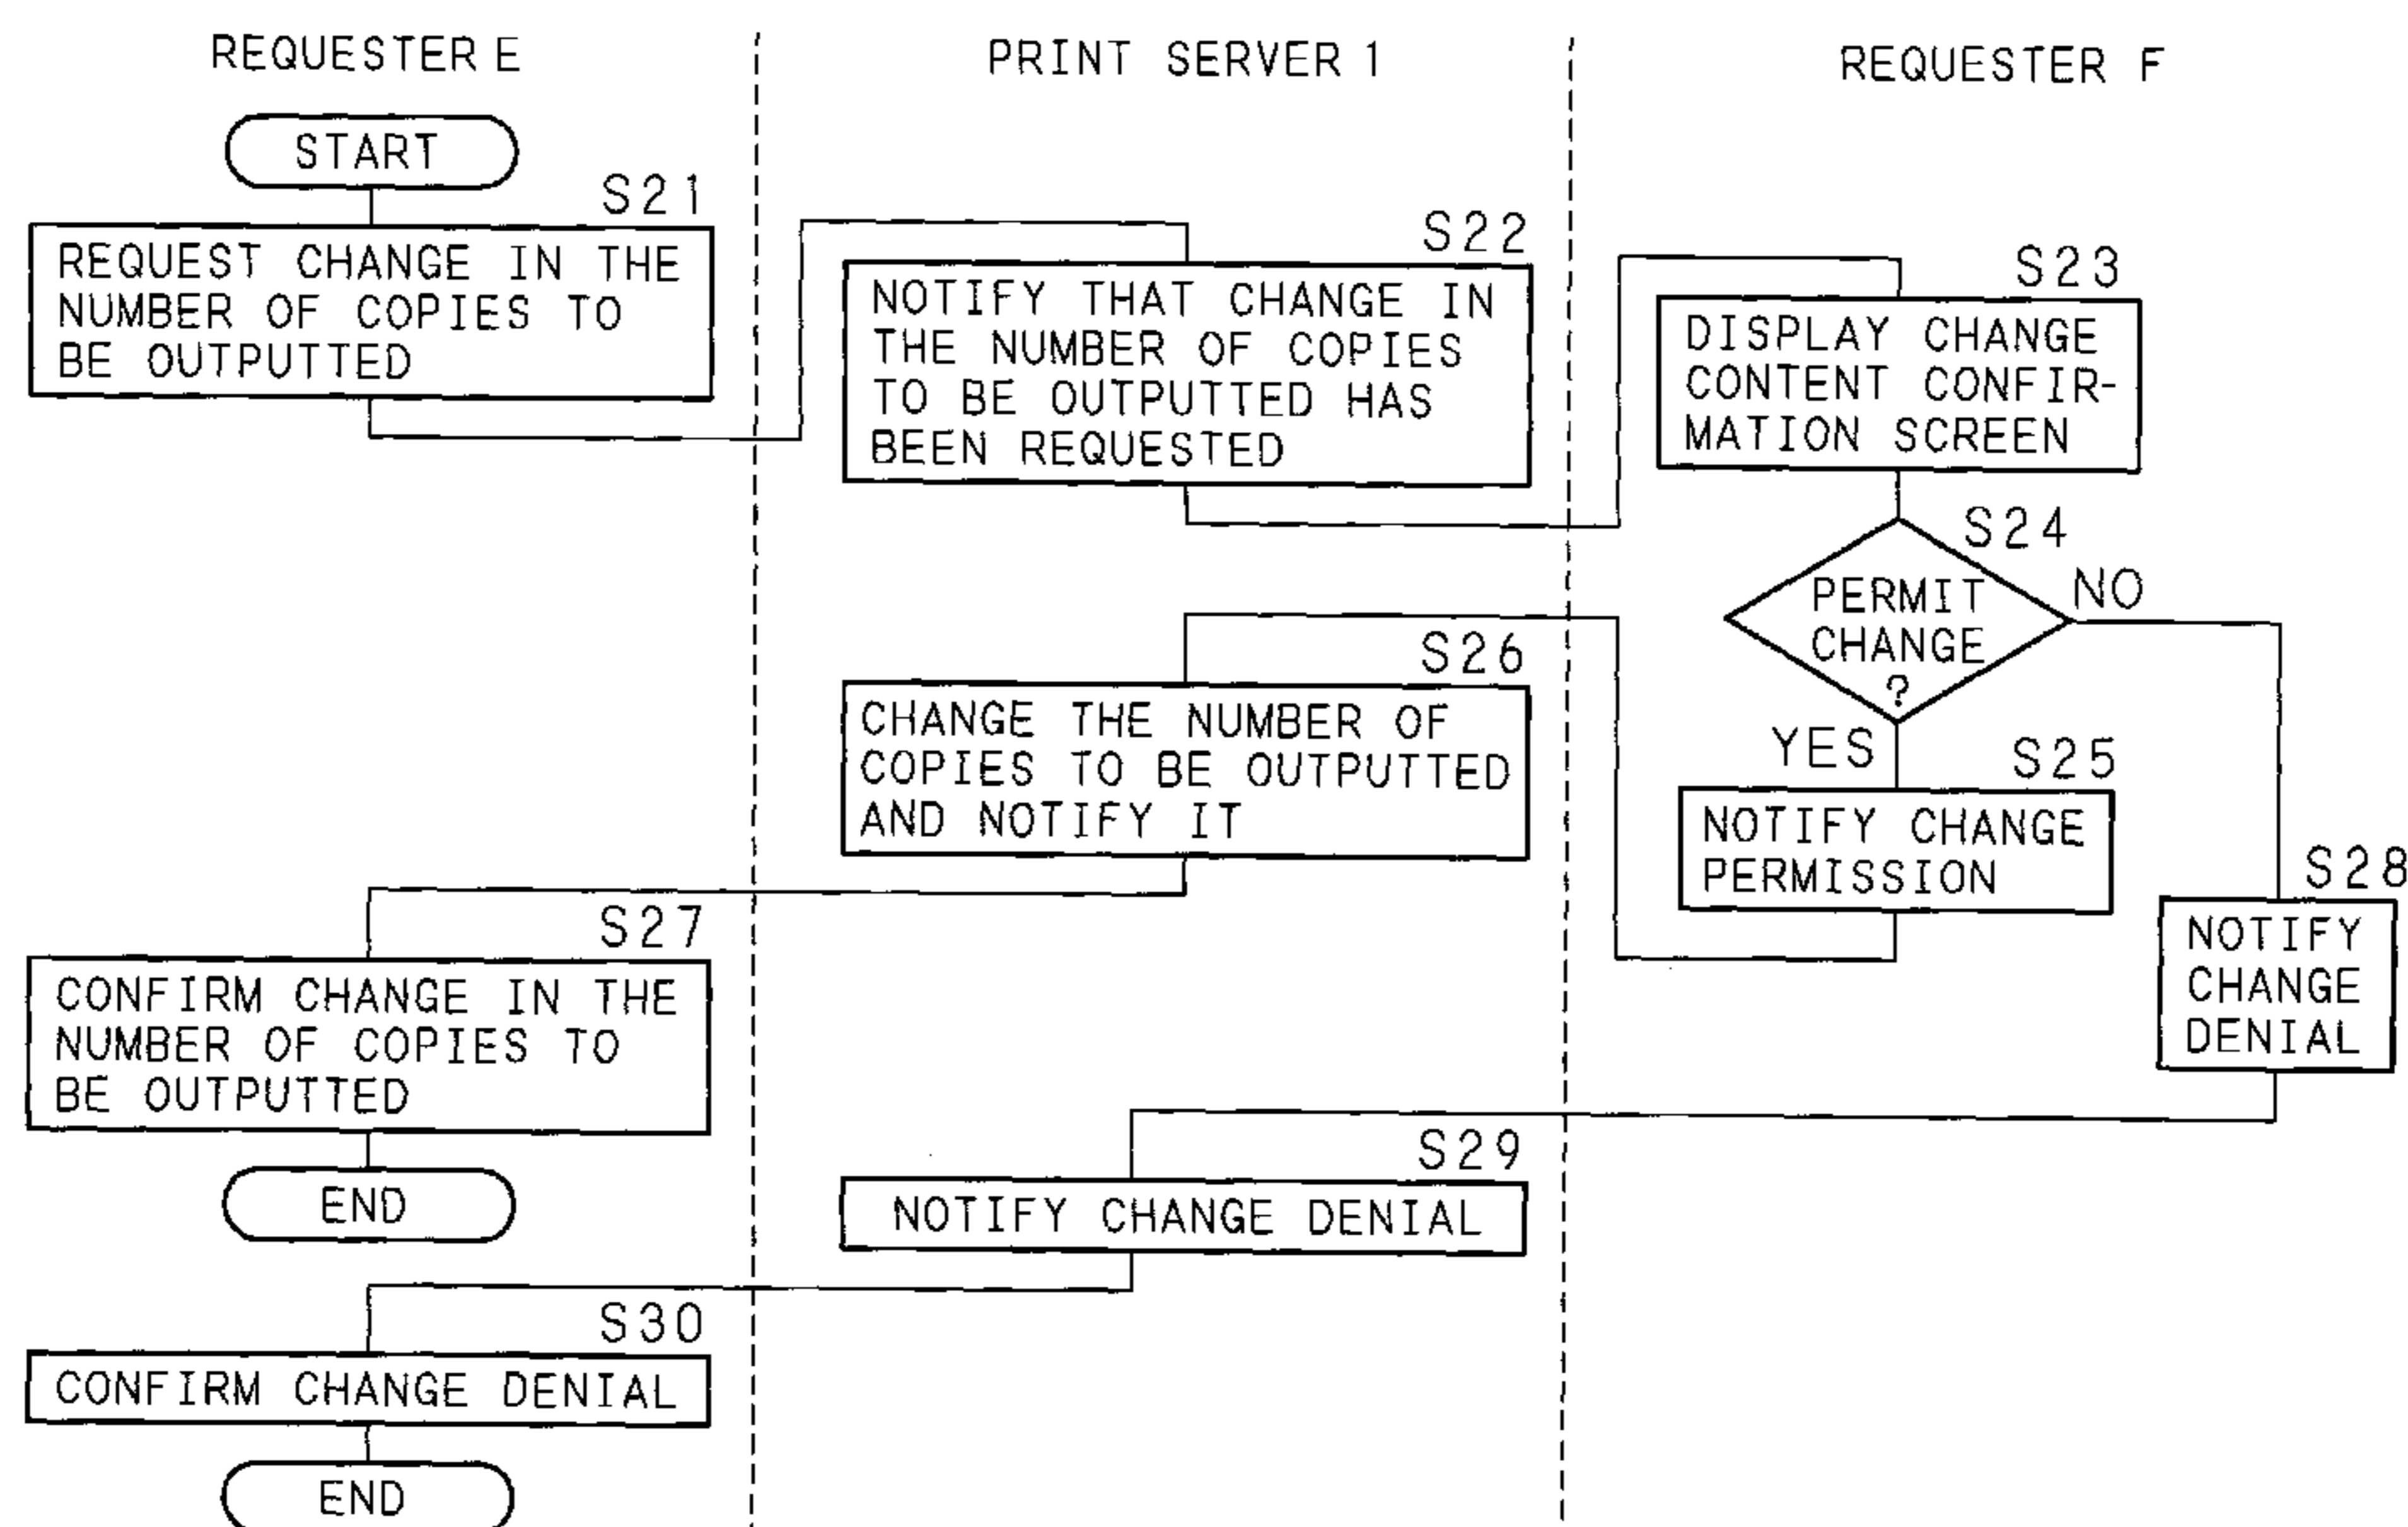 REQUESTER E
PRINT SERVER 1
REQUESTER F
START
S21
REQUEST CHANGE IN THE
NUMBER OF COPIES TO
BE OUTPUTTED
S22
NOTIFY THAT CHANGE IN
THE NUMBER OF COPIES
TO BE OUTPUTTED HAS
BEEN REQUESTED
S23
DISPLAY CHANGE
CONTENT CONFIR-
MATION SCREEN
S24
PERMIT
CHANGE
?
NO
YES
S25
NOTIFY CHANGE
PERMISSION
S26
CHANGE THE NUMBER OF
COPIES TO BE OUTPUTTED
AND NOTIFY IT
S27
CONFIRM CHANGE IN THE
NUMBER OF COPIES TO
BE OUTPUTTED
END
S28
NOTIFY
CHANGE
DENIAL
S29
NOTIFY CHANGE DENIAL
S30
CONFIRM CHANGE DENIAL
END